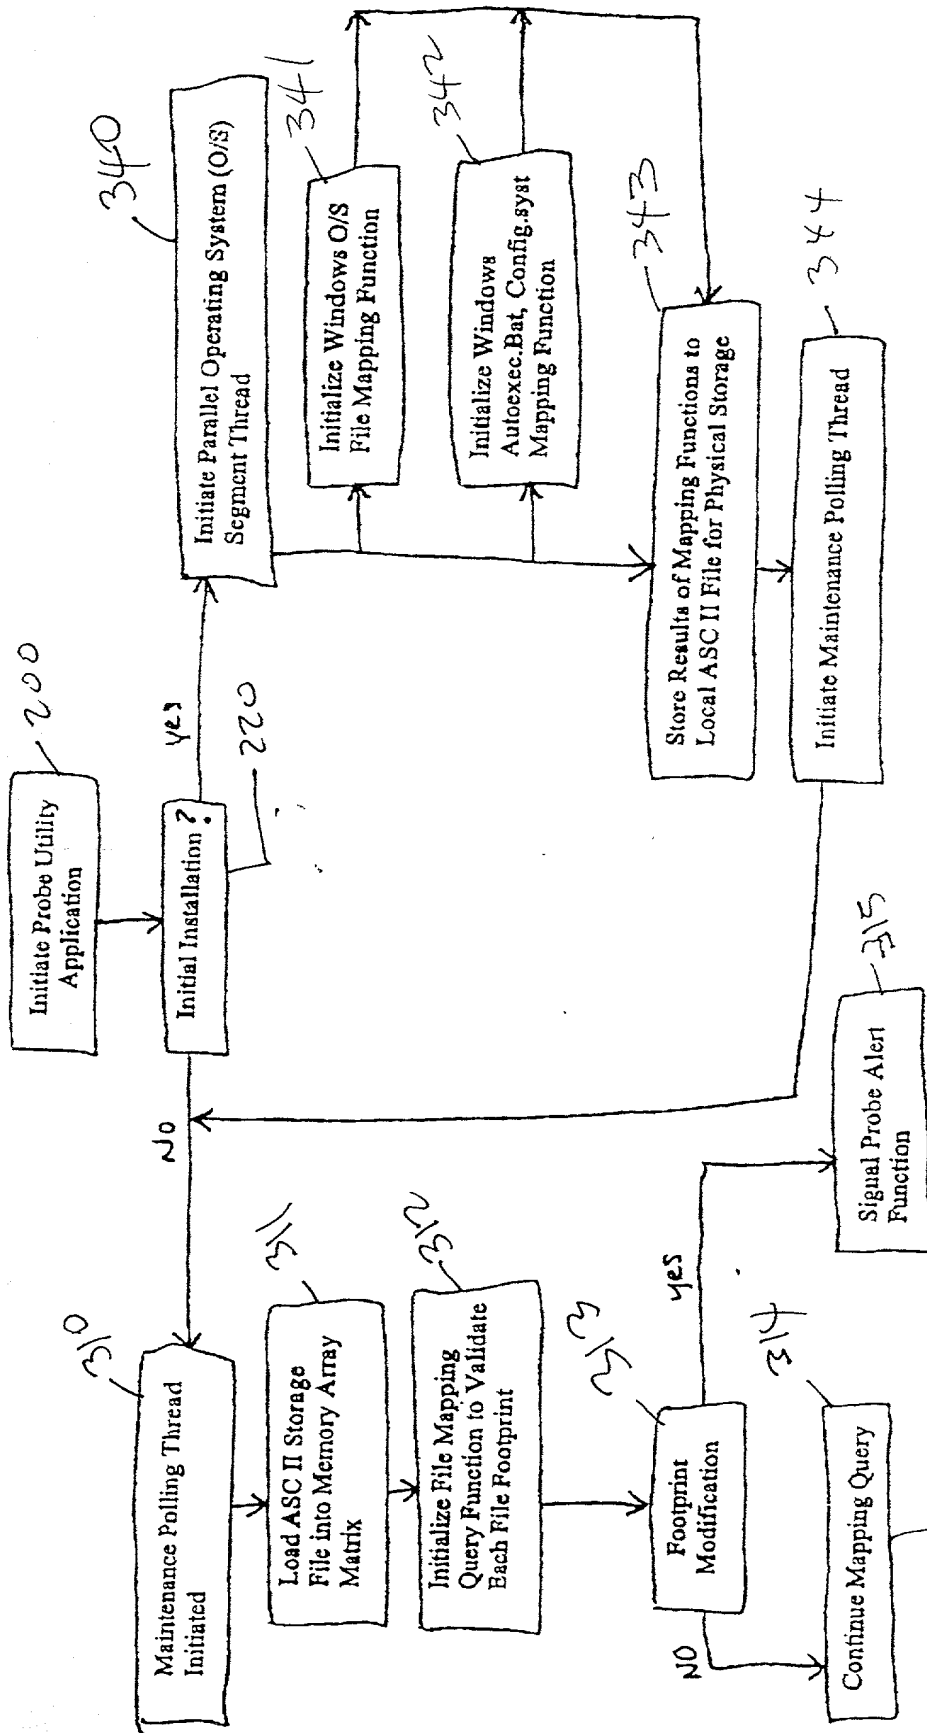 Initiate Probe Utility
Application
200
Initial Installation?
220
NO
yes
Maintenance Polling Thread
Initiated
310
Load ASC II Storage
File into Memory Array
Matrix
311
Initialize File Mapping
Query Function to Validate
Each File Footprint
312
Footprint
Modification
313
NO
yes
Continue Mapping Query
314
Signal Probe Alert
Function
315
Initiate Parallel Operating System (O/S)
Segment Thread
340
Initialize Windows O/S
File Mapping Function
341
Initialize Windows
Autoexec.Bat, Config.syst
Mapping Function
342
Store Results of Mapping Functions to
Local ASC II File for Physical Storage
343
Initiate Maintenance Polling Thread
344